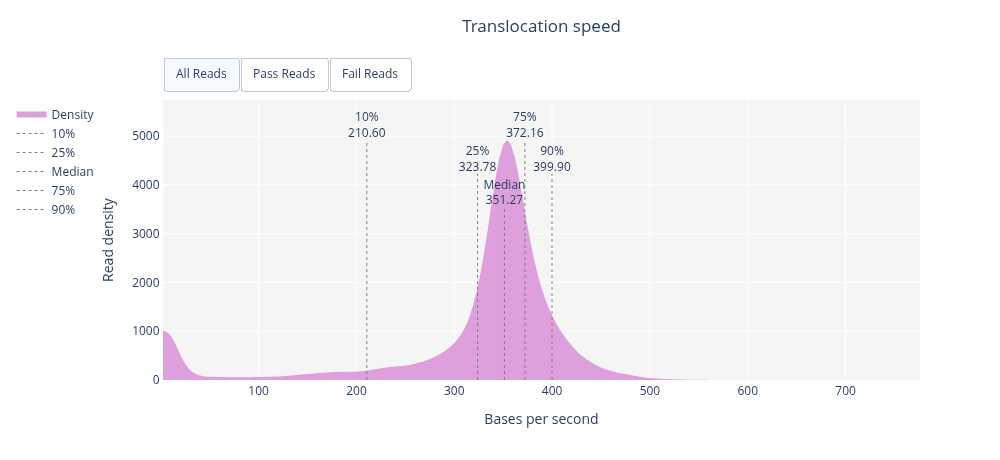 Translocation speed
All Reads Pass Reads Fail Reads
Density
10%
25%
Median
75%
90%
Read density
5000
4000
3000
2000
1000
0
10%
210.60
75%
372.16
25%
323.78
90%
399.90
Median
351.27
100 200 300 400 500 600 700
Bases per second